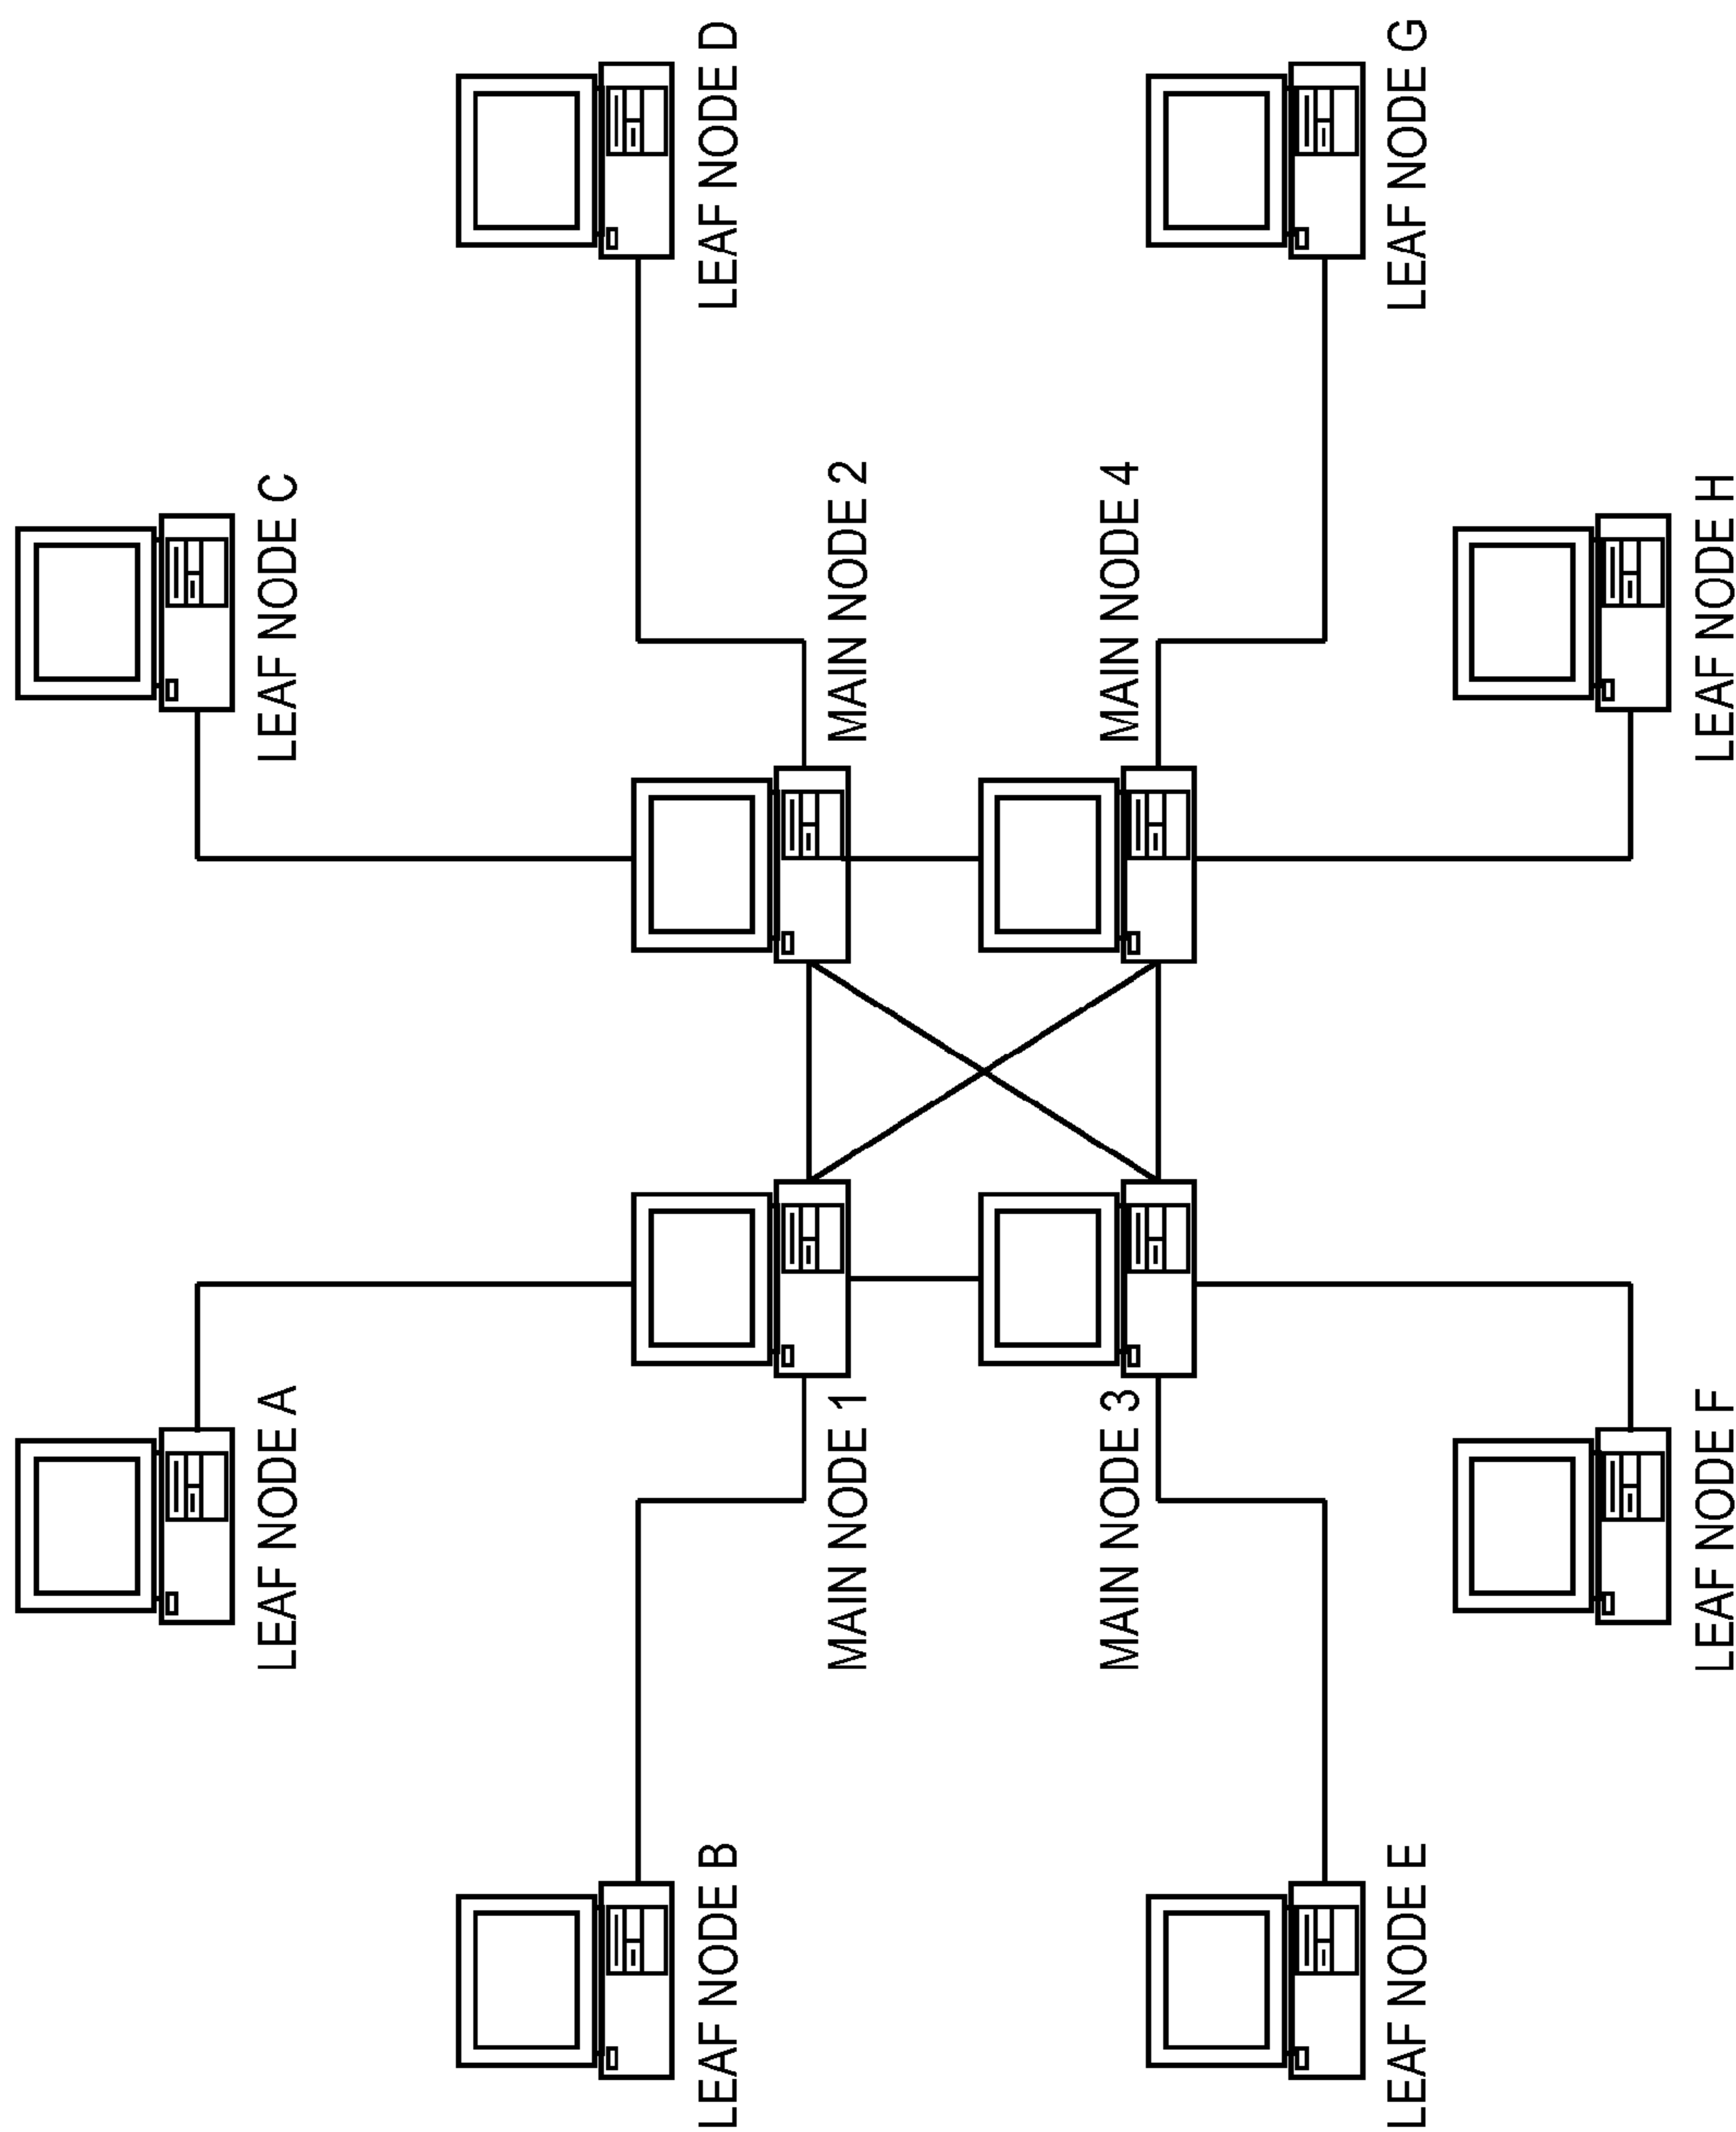 LEAF NODE A
LEAF NODE C
LEAF NODE B
LEAF NODE D
MAIN NODE 1
MAIN NODE 2
MAIN NODE 3
MAIN NODE 4
LEAF NODE E
LEAF NODE G
LEAF NODE F
LEAF NODE H